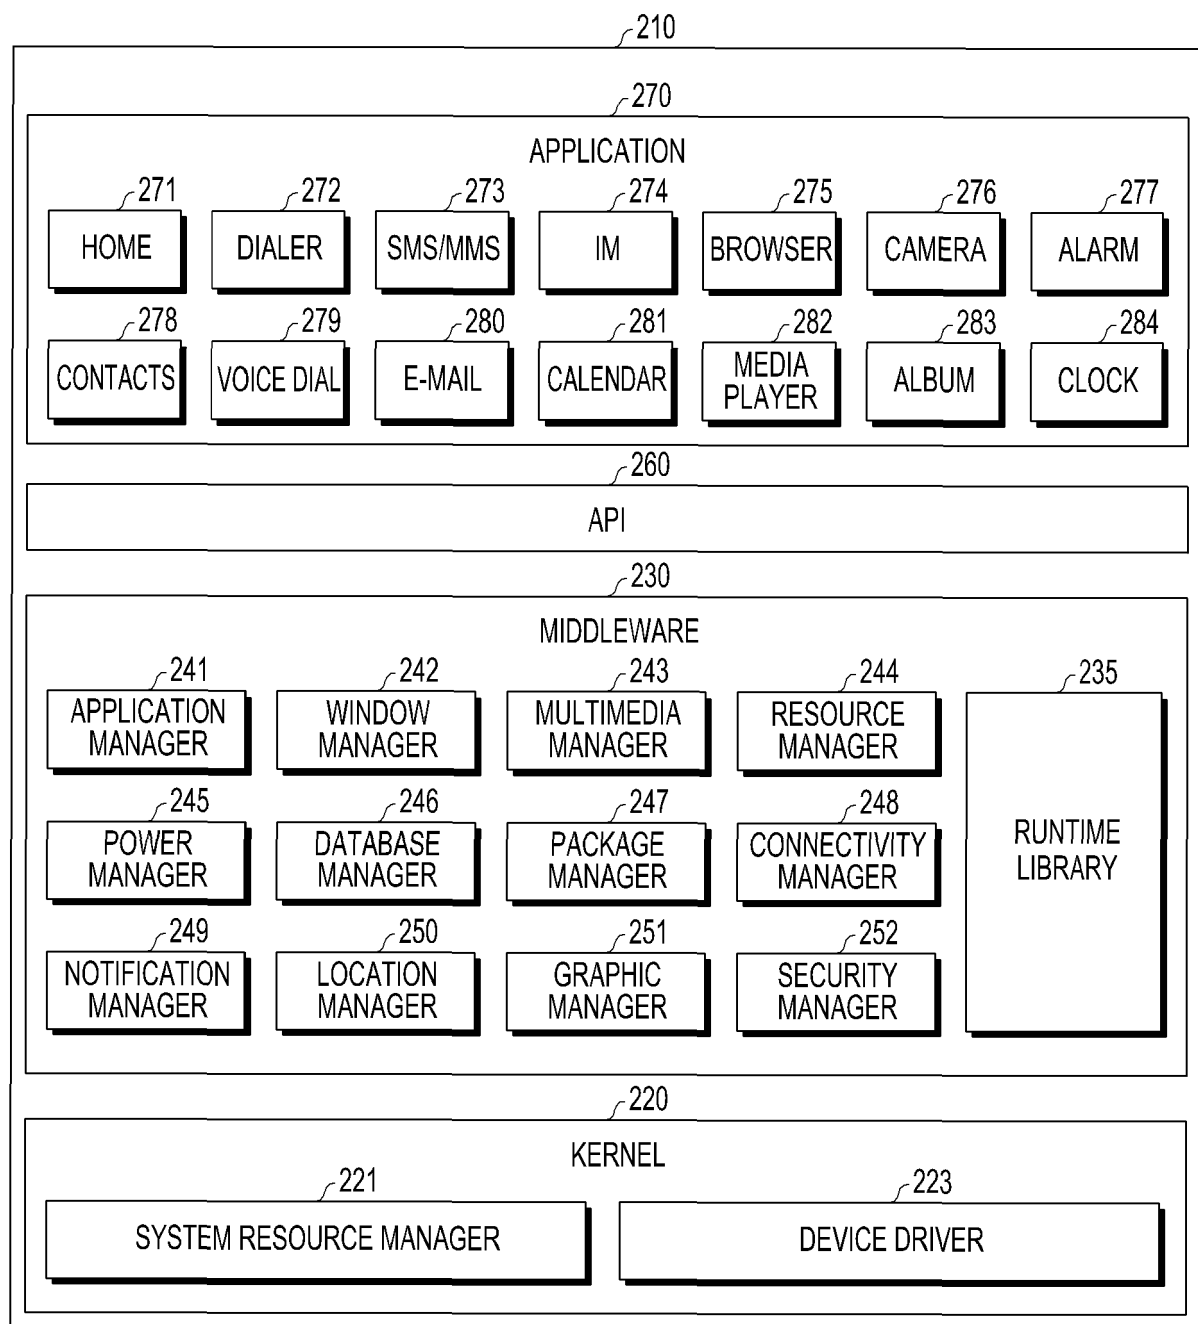 210
270
APPLICATION
271 272 273 274 275 276 277
HOME DIALER SMS/MMS IM BROWSER CAMERA ALARM
278 279 280 281 282 283 284
CONTACTS VOICE DIAL E-MAIL CALENDAR MEDIA PLAYER ALBUM CLOCK
260
API
230
MIDDLEWARE
241 242 243 244 235
APPLICATION MANAGER
WINDOW MANAGER
MULTIMEDIA MANAGER
RESOURCE MANAGER
245 246 247 248
POWER MANAGER
DATABASE MANAGER
PACKAGE MANAGER
CONNECTIVITY MANAGER
RUNTIME LIBRARY
249 250 251 252
NOTIFICATION MANAGER
LOCATION MANAGER
GRAPHIC MANAGER
SECURITY MANAGER
220
KERNEL
221 223
SYSTEM RESOURCE MANAGER DEVICE DRIVER